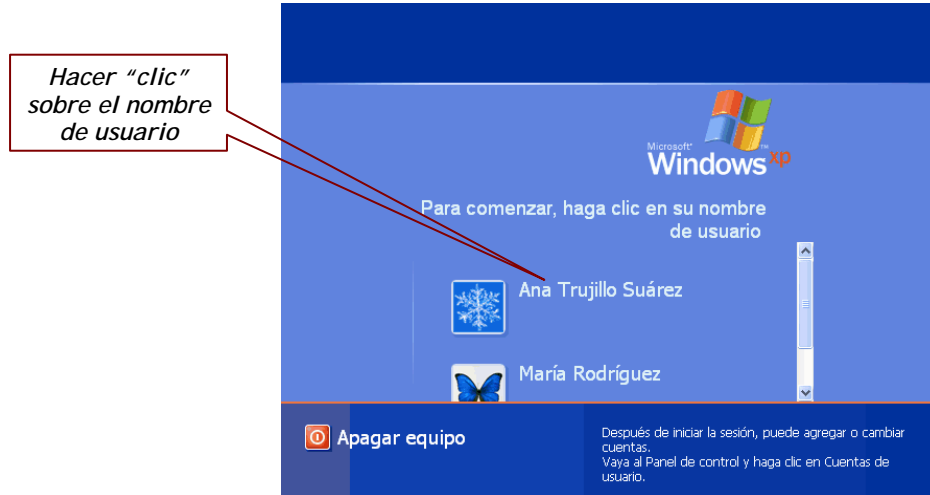 Hacer “clic”
sobre el nombre
de usuario
Microsoft®
Windows xp
Para comenzar, haga clic en su nombre
de usuario
Ana Trujillo Suárez
María Rodríguez
Apagar equipo
Después de iniciar la sesión, puede agregar o cambiar
cuentas.
Vaya al Panel de control y haga clic en Cuentas de
usuario.